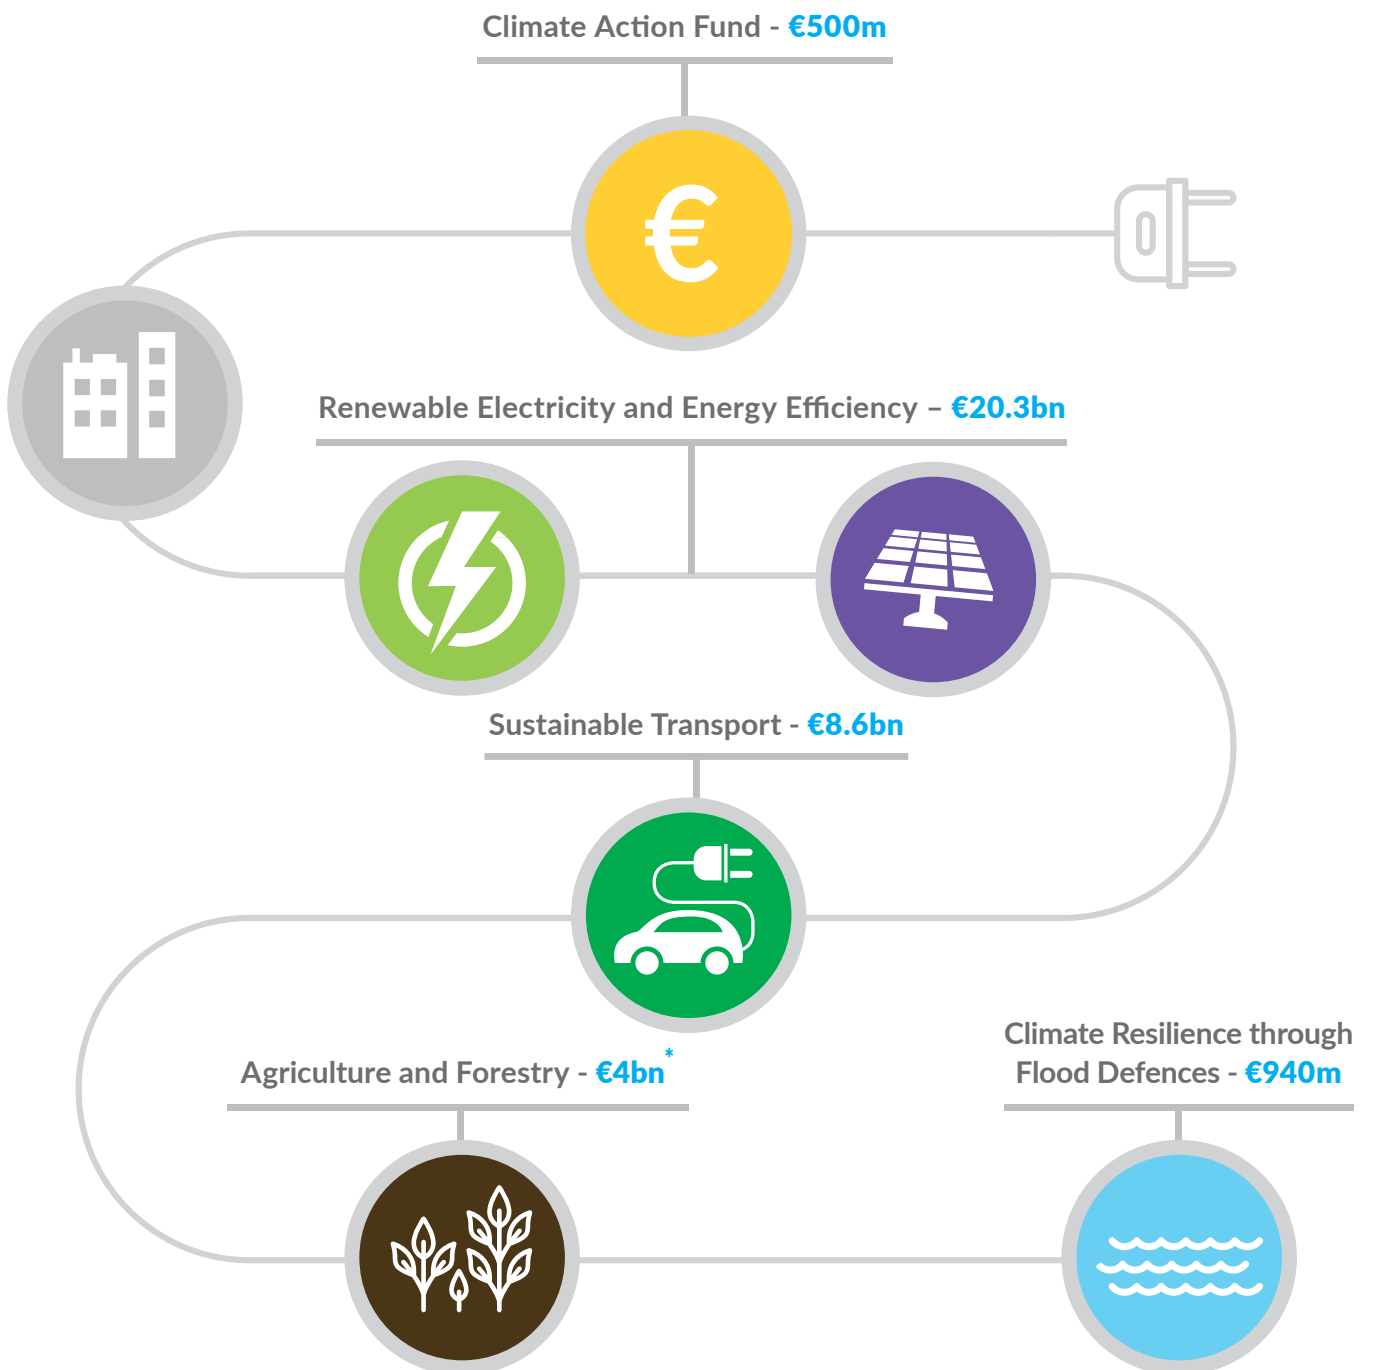 Climate Action Fund - €500m
€
Renewable Electricity and Energy Efficiency – €20.3bn
Sustainable Transport - €8.6bn
Agriculture and Forestry - €4bn*
Climate Resilience through
Flood Defences - €940m